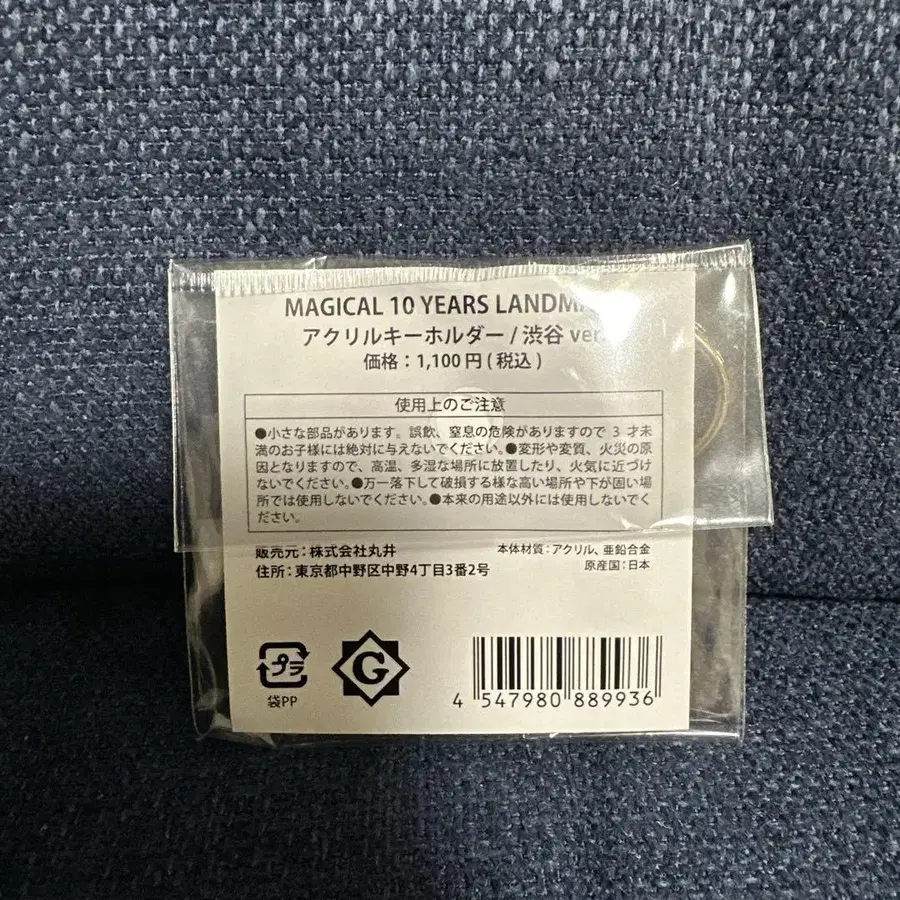 MAGICAL 10 YEARS LANDMA
アクリルキーホルダー / 渋谷 ver.
価格：1,100円 ( 税込 )
使用上のご注意
●小さな部品があります。誤飲、窒息の危険がありますので 3 才未
満のお子様には絶対に与えないでください。●変形や変質、火災の原
因となりますので、高温、多湿な場所に放置したり、火気に近づけ
ないでください。●万一落下して破損する様な高い場所や下が固い場
所では使用しないでください。●本来の用途以外には使用しないでく
ださい。
販売元：株式会社丸井
住所：東京都中野区中野4丁目3番2号
本体材質：アクリル、亜鉛合金
原産国：日本
プラ
袋PP
G
4 547980 889936